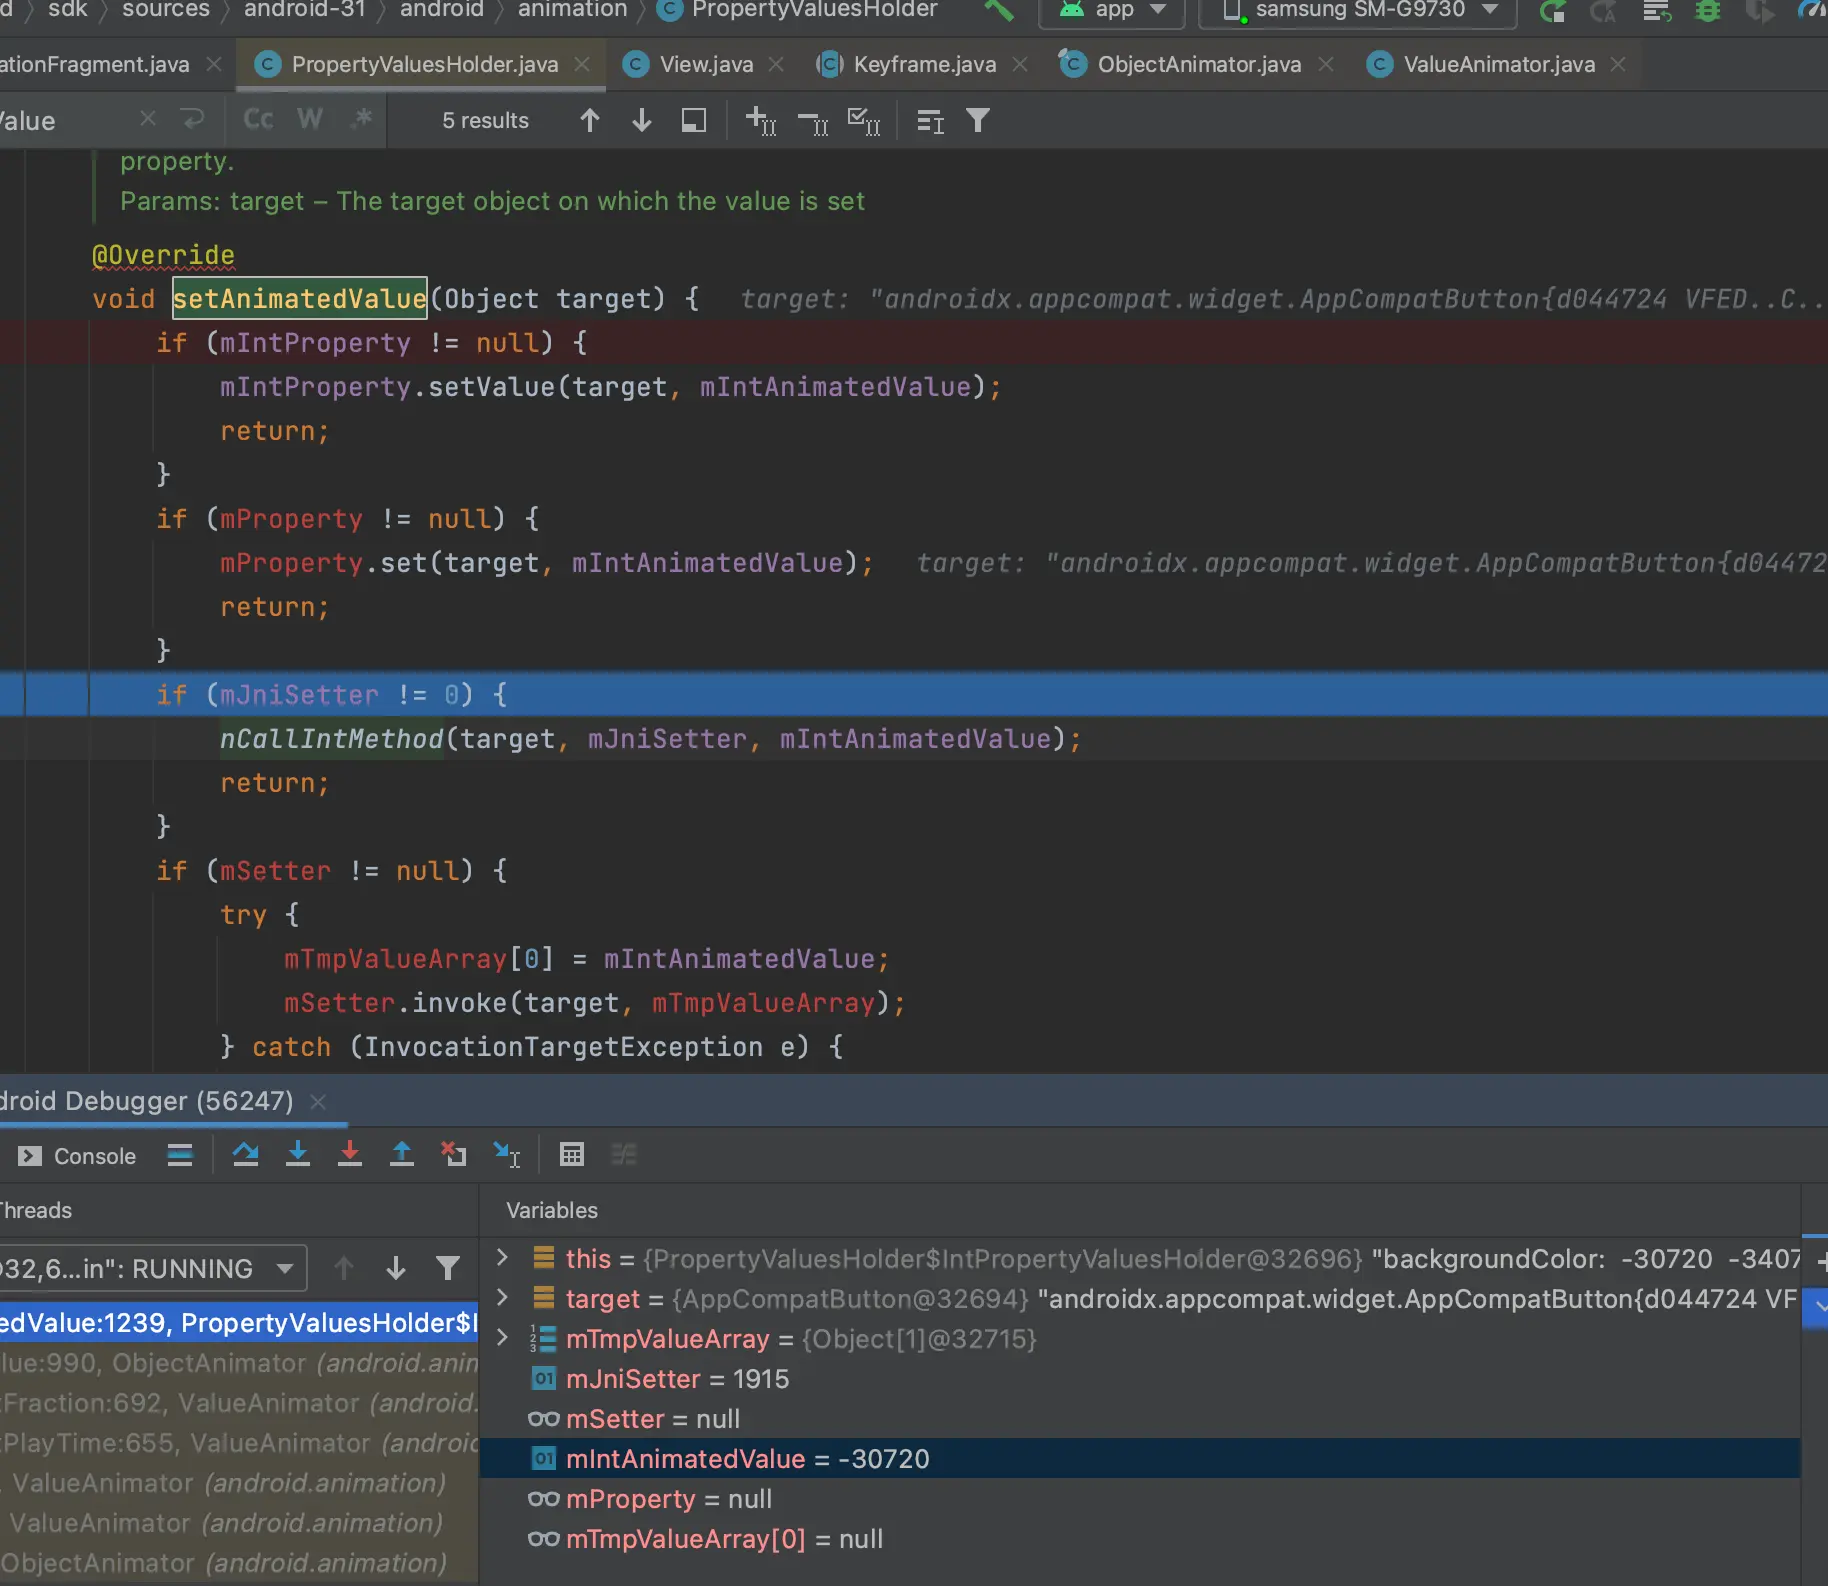 d sdk sources android-31 android animation PropertyValuesHolder app samsung SM-G9730
ationFragment.java PropertyValuesHolder.java View.java Keyframe.java ObjectAnimator.java ValueAnimator.java
Value Cc W .* 5 results
property.
Params: target – The target object on which the value is set
@Override
void setAnimatedValue(Object target) { target: "androidx.appcompat.widget.AppCompatButton{d044724 VFED..C..
if (mIntProperty != null) {
mIntProperty.setValue(target, mIntAnimatedValue);
return;
}
if (mProperty != null) {
mProperty.set(target, mIntAnimatedValue); target: "androidx.appcompat.widget.AppCompatButton{d04472
return;
}
if (mJniSetter != 0) {
nCallIntMethod(target, mJniSetter, mIntAnimatedValue);
return;
}
if (mSetter != null) {
try {
mTmpValueArray[0] = mIntAnimatedValue;
mSetter.invoke(target, mTmpValueArray);
} catch (InvocationTargetException e) {
droid Debugger (56247)
Console
Threads
Variables
@32,6...in": RUNNING
edValue:1239, PropertyValuesHolder$I
lue:990, ObjectAnimator (android.anin
tFraction:692, ValueAnimator (android.
tPlayTime:655, ValueAnimator (androic
, ValueAnimator (android.animation)
ValueAnimator (android.animation)
ObjectAnimator (android.animation)
this = {PropertyValuesHolder$IntPropertyValuesHolder@32696} "backgroundColor: -30720 -3407
target = {AppCompatButton@32694} "androidx.appcompat.widget.AppCompatButton{d044724 VF
mTmpValueArray = {Object[1]@32715}
mJniSetter = 1915
mSetter = null
mIntAnimatedValue = -30720
mProperty = null
mTmpValueArray[0] = null